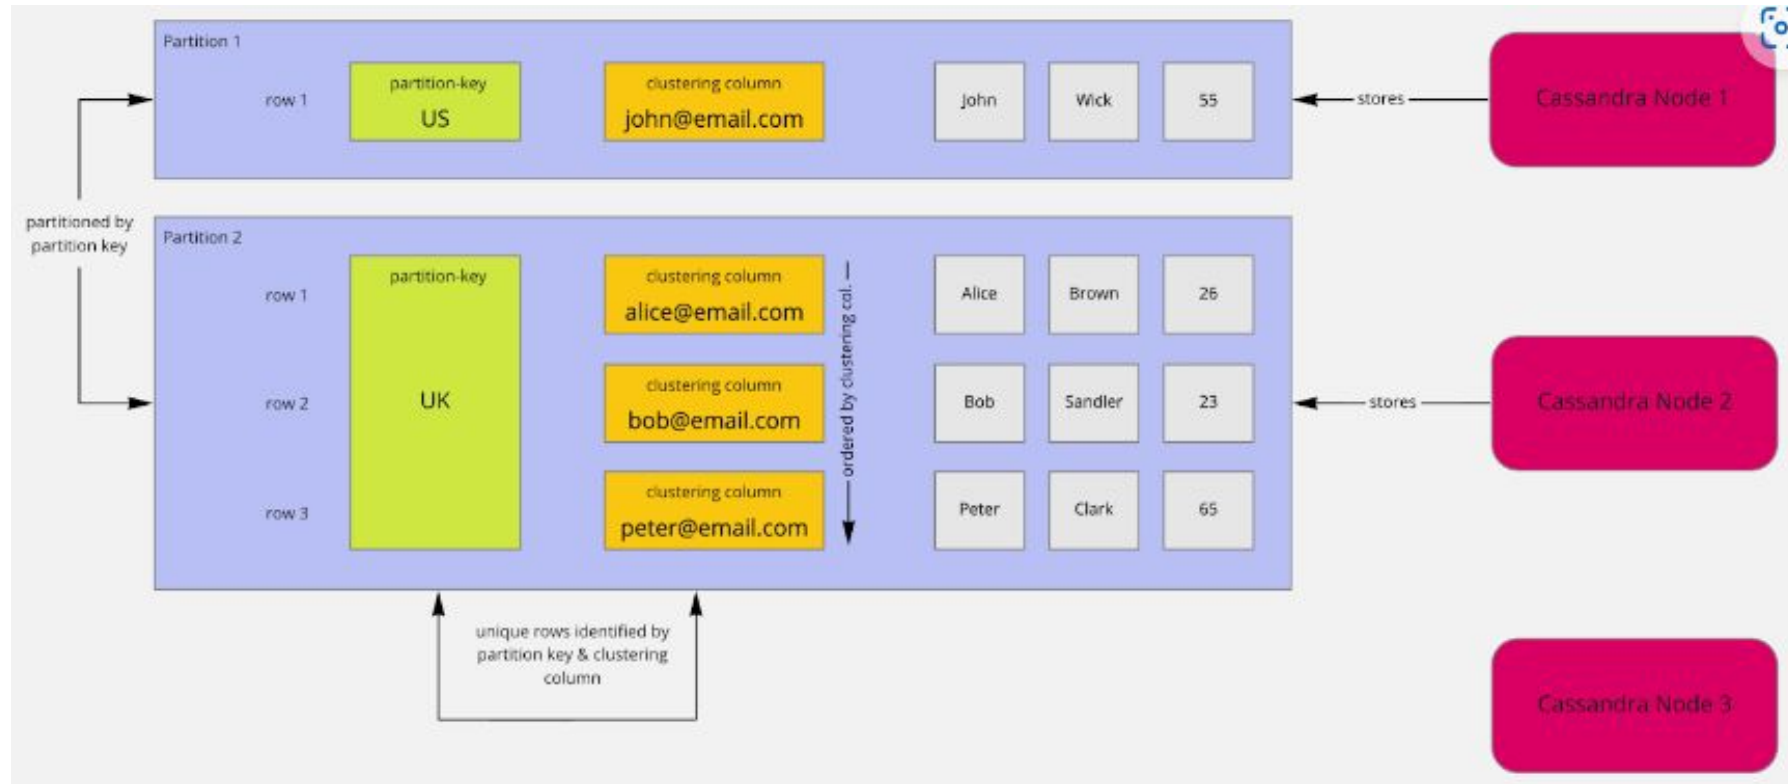 Partition 1
row 1
partition-key
US
clustering column
john@email.com
John
Wick
55
stores
Cassandra Node 1
partitioned by
partition key
Partition 2
row 1
partition-key
UK
clustering column
alice@email.com
Alice
Brown
26
row 2
clustering column
bob@email.com
Bob
Sandler
23
row 3
clustering column
peter@email.com
Peter
Clark
65
ordered by clustering col.
stores
Cassandra Node 2
unique rows identified by
partition key & clustering
column
Cassandra Node 3